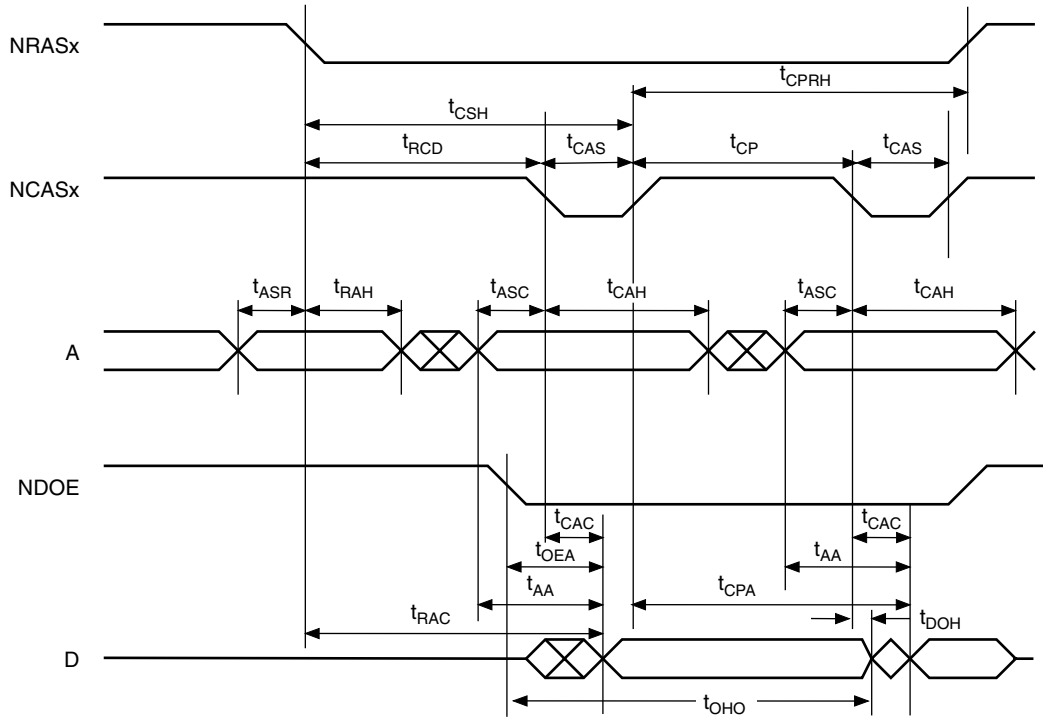 NRASx
tCPRH
tCSH
tRCD tCAS tCP tCAS
NCASx
tASR tRAH tASC tCAH tASC tCAH
A
NDOE
tCAC tCAC
tOEA tAA
tAA tCPA
tRAC tDOH
D
tOHO